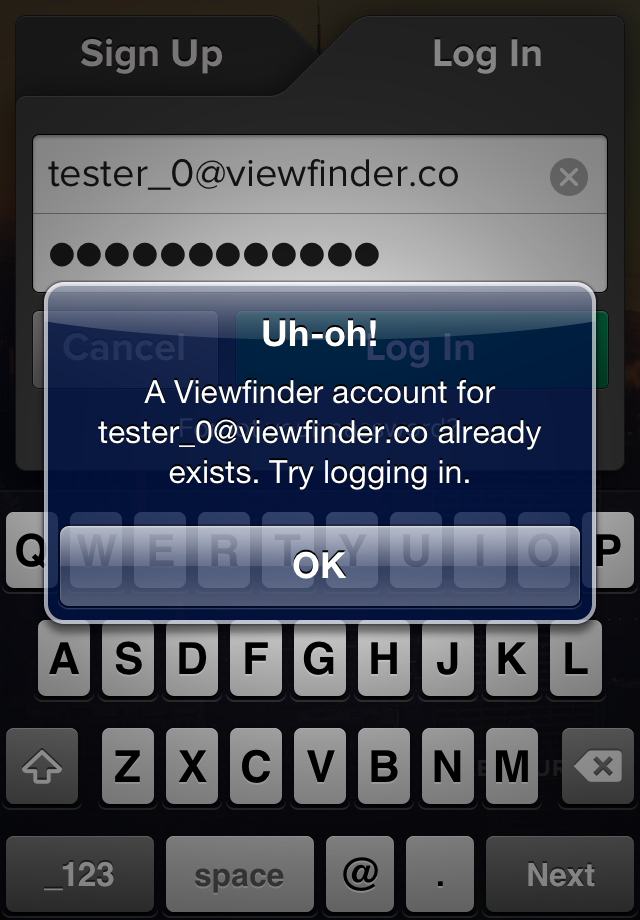 Sign Up Log In
tester_0@viewfinder.co
●●●●●●●●●●●●
Cancel Log In
Uh-oh!
A Viewfinder account for
tester_0@viewfinder.co already
exists. Try logging in.
OK
Q W E R T Y U I O P
A S D F G H J K L
Z X C V B N M
_123 space @ . Next